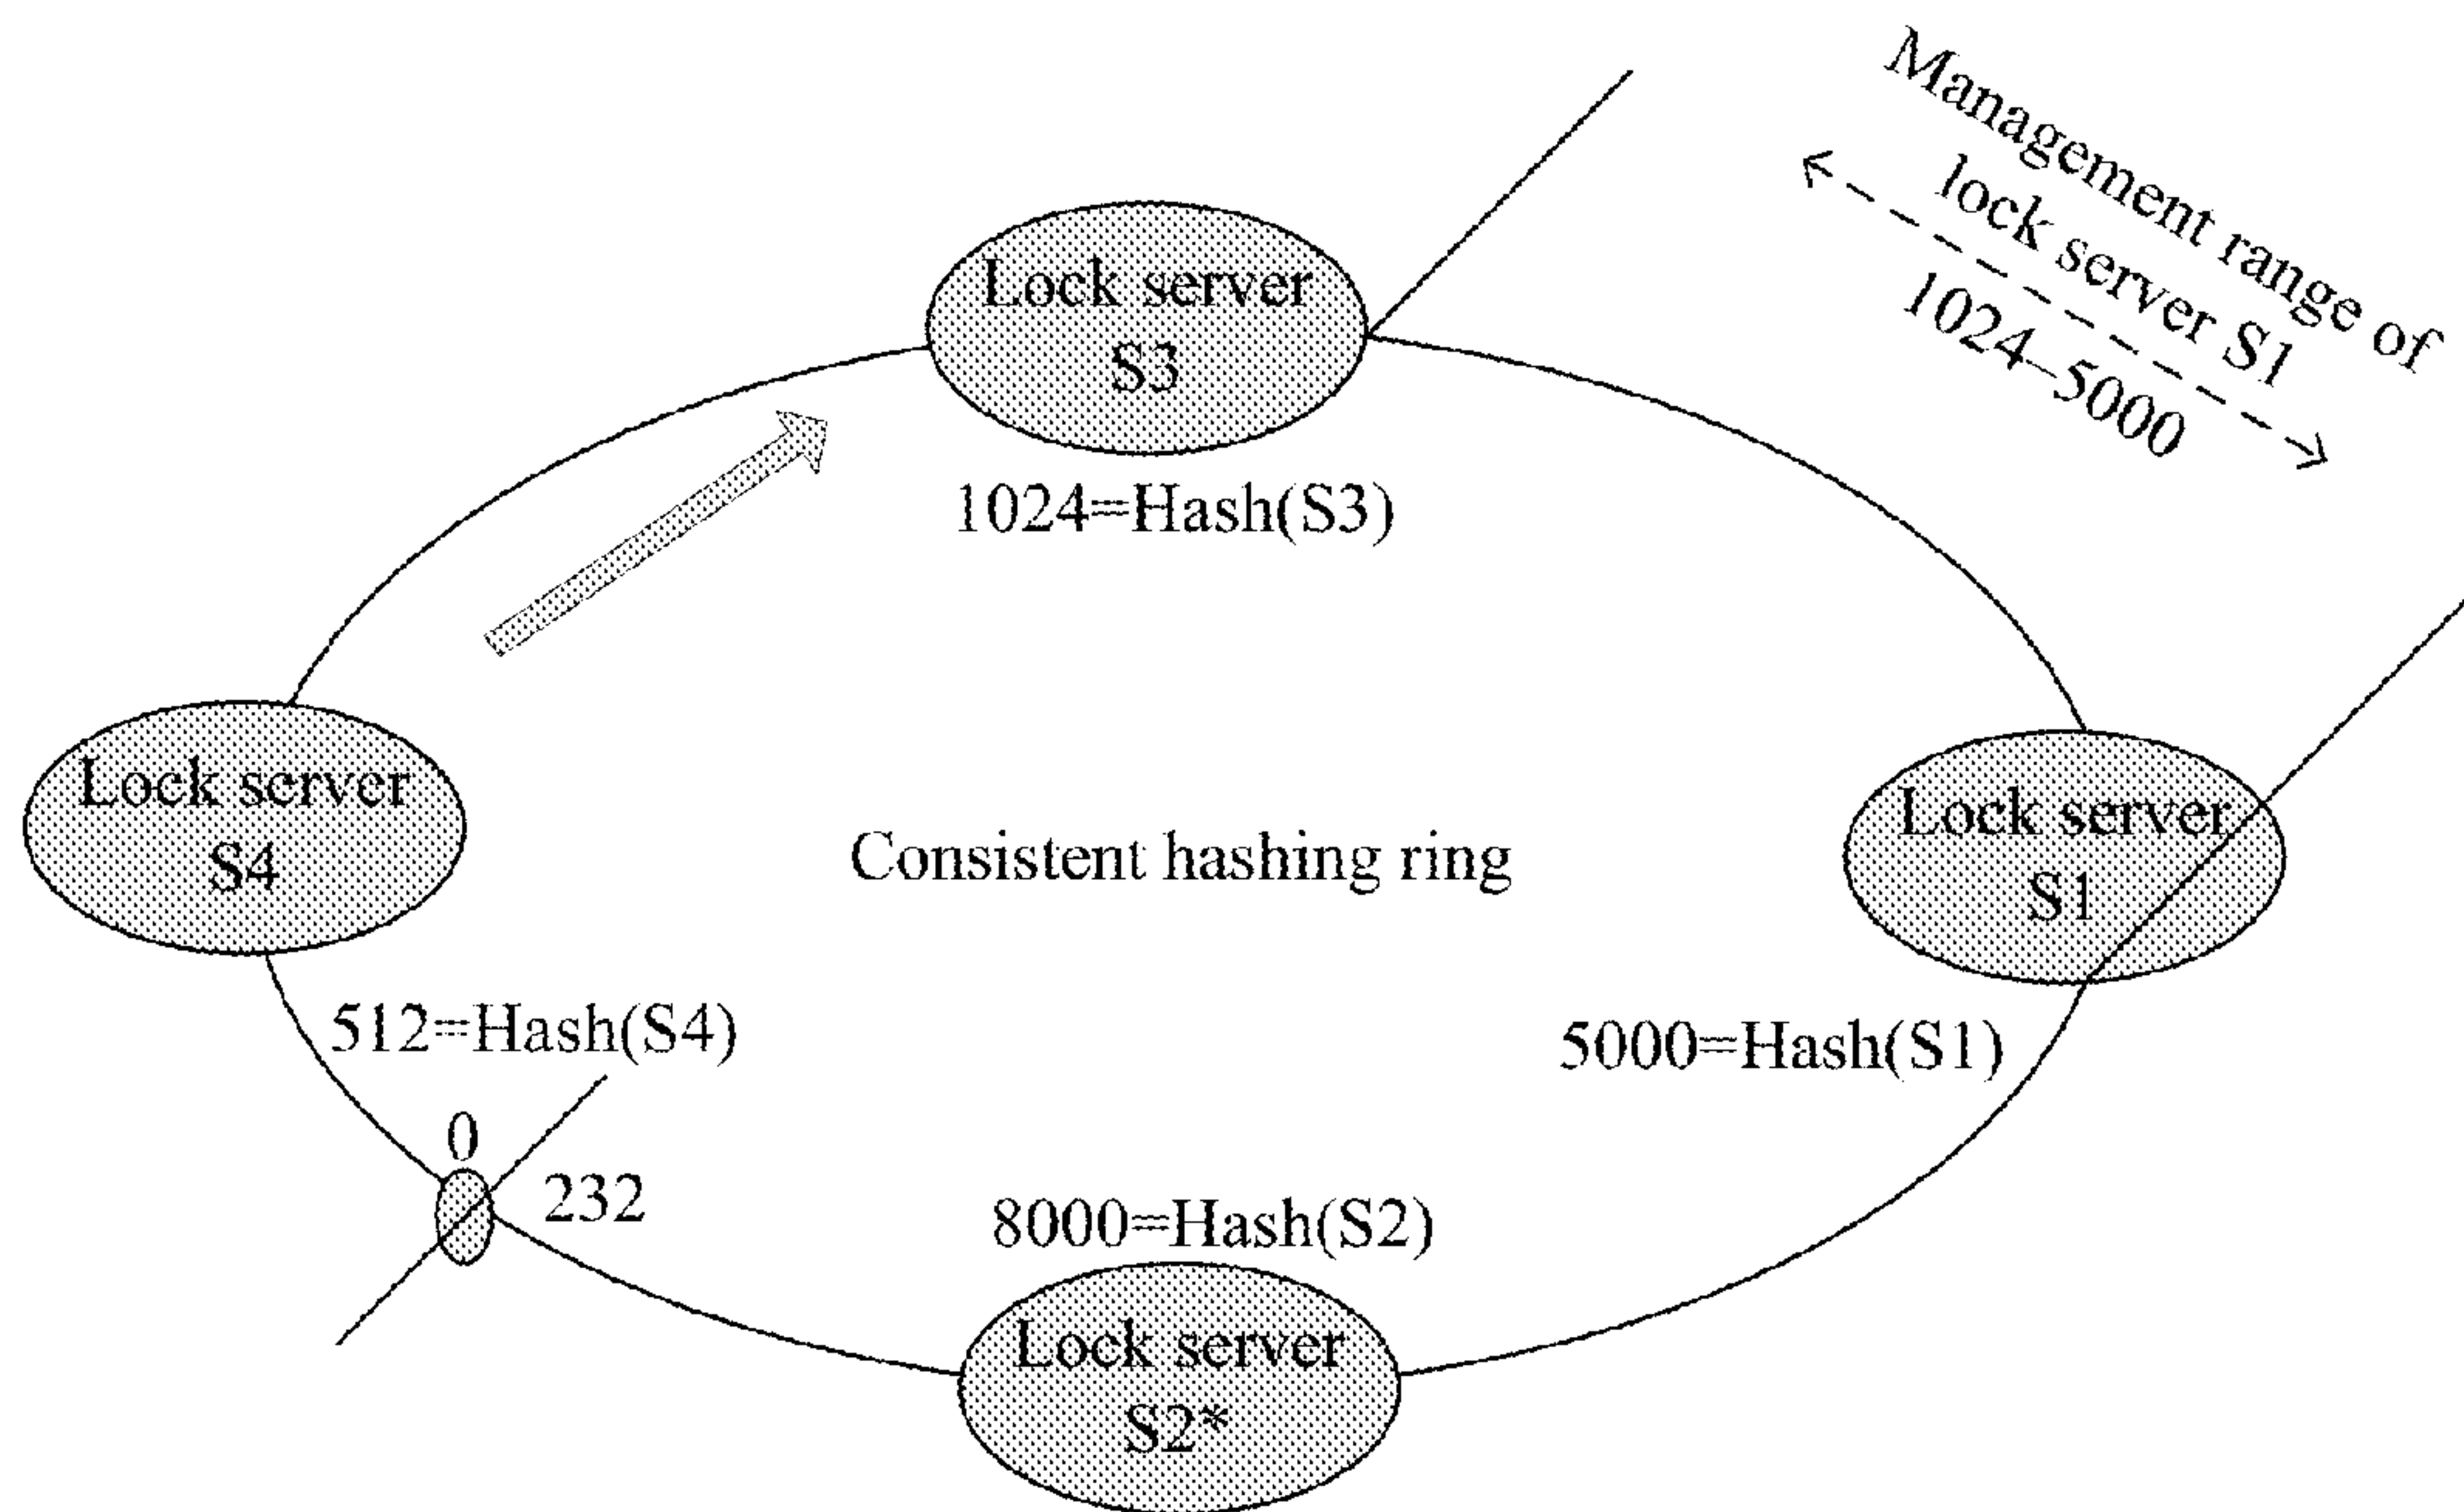 Management range of
lock server S1
1024–5000
Lock server
S3
1024=Hash(S3)
Lock server
S4
Consistent hashing ring
Lock server
S1
512=Hash(S4)
5000=Hash(S1)
0
232
8000=Hash(S2)
Lock server
S2*